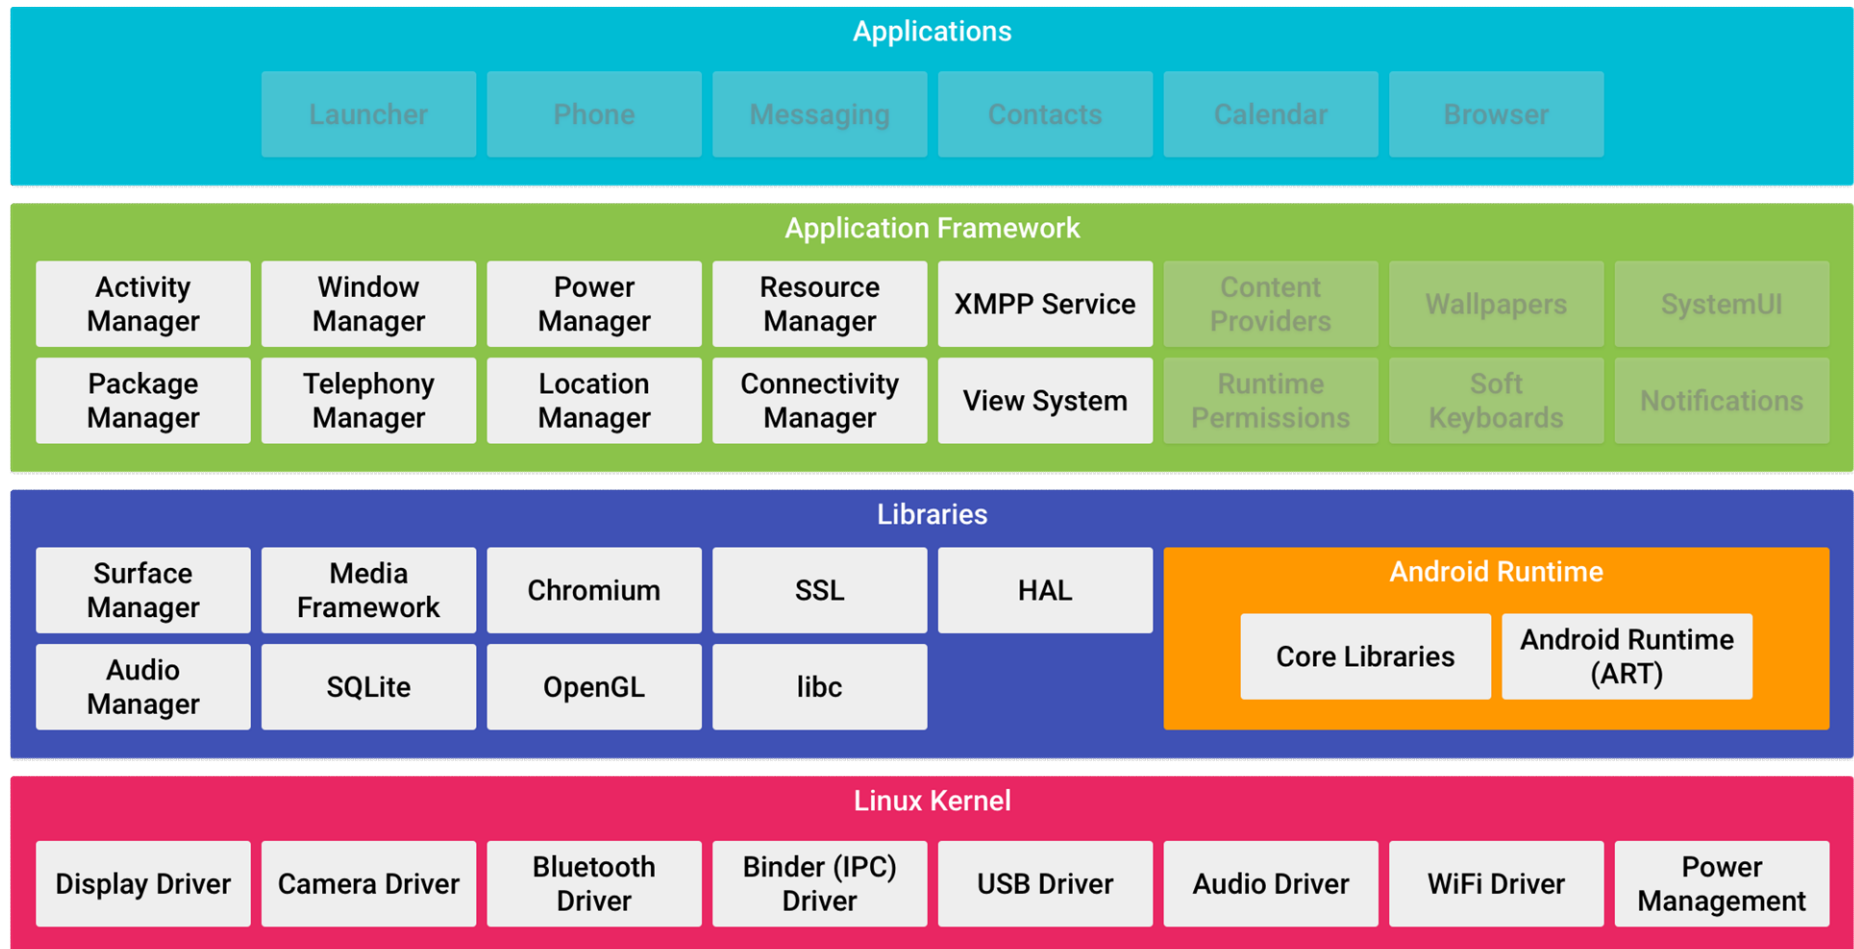 Applications
Launcher
Phone
Messaging
Contacts
Calendar
Browser
Application Framework
Activity
Manager
Window
Manager
Power
Manager
Resource
Manager
XMPP Service
Content
Providers
Wallpapers
SystemUI
Package
Manager
Telephony
Manager
Location
Manager
Connectivity
Manager
View System
Runtime
Permissions
Soft
Keyboards
Notifications
Libraries
Surface
Manager
Media
Framework
Chromium
SSL
HAL
Audio
Manager
SQLite
OpenGL
libc
Android Runtime
Core Libraries
Android Runtime
(ART)
Linux Kernel
Display Driver
Camera Driver
Bluetooth
Driver
Binder (IPC)
Driver
USB Driver
Audio Driver
WiFi Driver
Power
Management